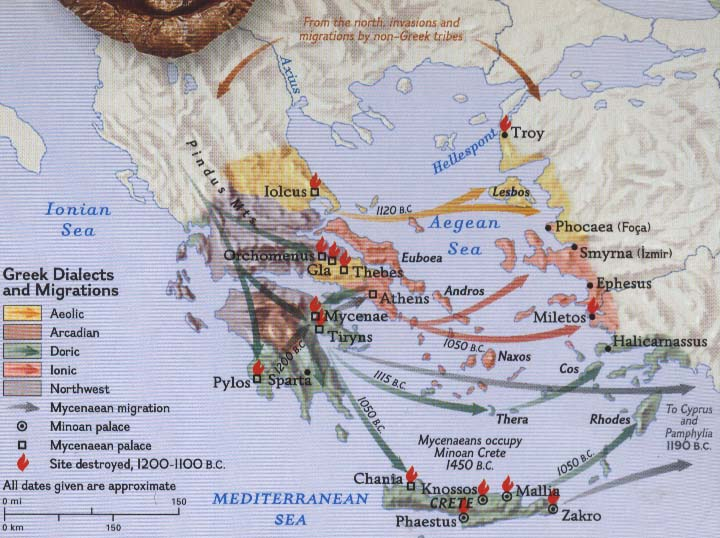 From the north, invasions and
migrations by non-Greek tribes
Axius
Hellespont
Troy
Pindus Mts.
Iolcus
Lesbos
1120 B.C.
Ionian
Sea
Aegean
Sea
Phocaea (Foça)
Smyrna (İzmir)
Orchomenus
Gla
Thebes
Euboea
Ephesus
Athens
Andros
Miletos
Mycenae
Tiryns
1050 B.C.
Naxos
Halicarnassus
Cos
Pylos
Sparta
1200 B.C.
1115 B.C.
Thera
Rhodes
To Cyprus
and
Pamphylia
1190 B.C.
1050 B.C.
Mycenaeans occupy
Minoan Crete
1450 B.C.
1050 B.C.
Chania
Knossos
Mallia
CRETE
Phaestus
Zakro
MEDITERRANEAN
SEA
Greek Dialects
and Migrations
Aeolic
Arcadian
Doric
Ionic
Northwest
Mycenaean migration
Minoan palace
Mycenaean palace
Site destroyed, 1200-1100 B.C.
All dates given are approximate
0 mi 150
0 km 150